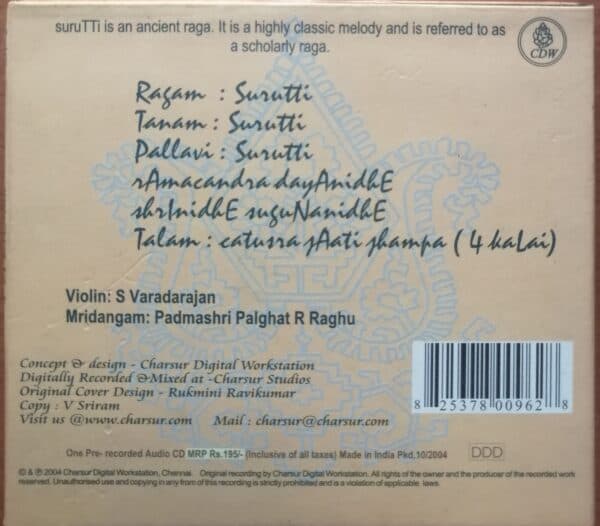 suruTTi is an ancient raga. It is a highly classic melody and is referred to as
a scholarly raga.
CDW
Ragam : Surutti
Tanam : Surutti
Pallavi : Surutti
rAmacandra dayAnidhE
shrInidhE suguNanidhE
Talam : catusra jAati jhampa ( 4 kaLai)
Violin: S Varadarajan
Mridangam: Padmashri Palghat R Raghu
Concept & design - Charsur Digital Workstation
Digitally Recorded &Mixed at -Charsur Studios
Original Cover Design - Rukmini Ravikumar
Copy : V Sriram
Visit us @www.charsur.com Mail : charsur@charsur.com
8 25378 00962 8
One Pre- recorded Audio CD MRP Rs.195/- (inclusive of all taxes) Made in India Pkd,10/2004
DDD
© & ℗ 2004 Charsur Digital Workstation, Chennai. Original recording by Charsur Digital Workstation. All rights of the owner and the producer of the recorded work
reserved. Unauthorised use and copying in any from of this recording is strictly prohibited and is a violation of applicable laws.